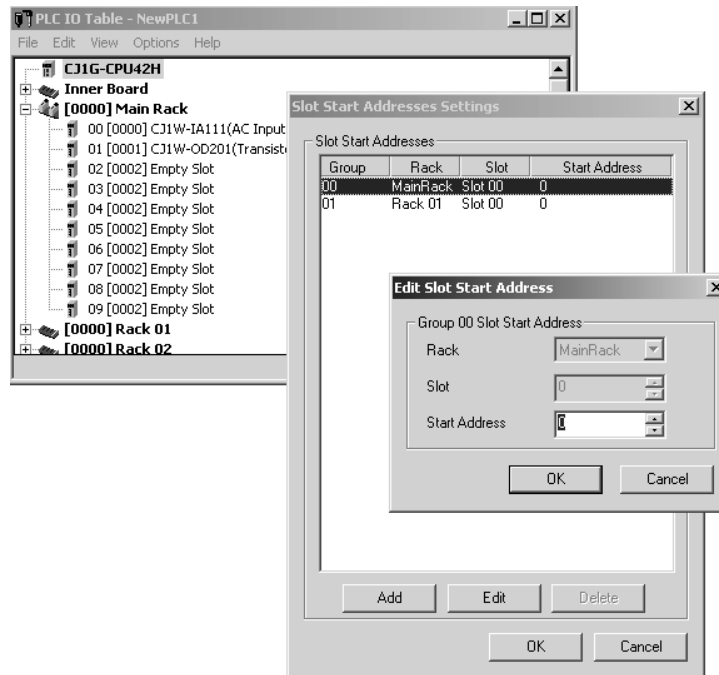 PLC IO Table - NewPLC1
File Edit View Options Help
CJ1G-CPU42H
Inner Board
[0000] Main Rack
00 [0000] CJ1W-IA111(AC Input
01 [0001] CJ1W-OD201(Transist
02 [0002] Empty Slot
03 [0002] Empty Slot
04 [0002] Empty Slot
05 [0002] Empty Slot
06 [0002] Empty Slot
07 [0002] Empty Slot
08 [0002] Empty Slot
09 [0002] Empty Slot
[0000] Rack 01
[0000] Rack 02
Slot Start Addresses Settings
Slot Start Addresses
Group Rack Slot Start Address
00 MainRack Slot 00 0
01 Rack 01 Slot 00 0
Edit Slot Start Address
Group 00 Slot Start Address
Rack MainRack
Slot 0
Start Address 0
OK Cancel
Add Edit Delete
OK Cancel